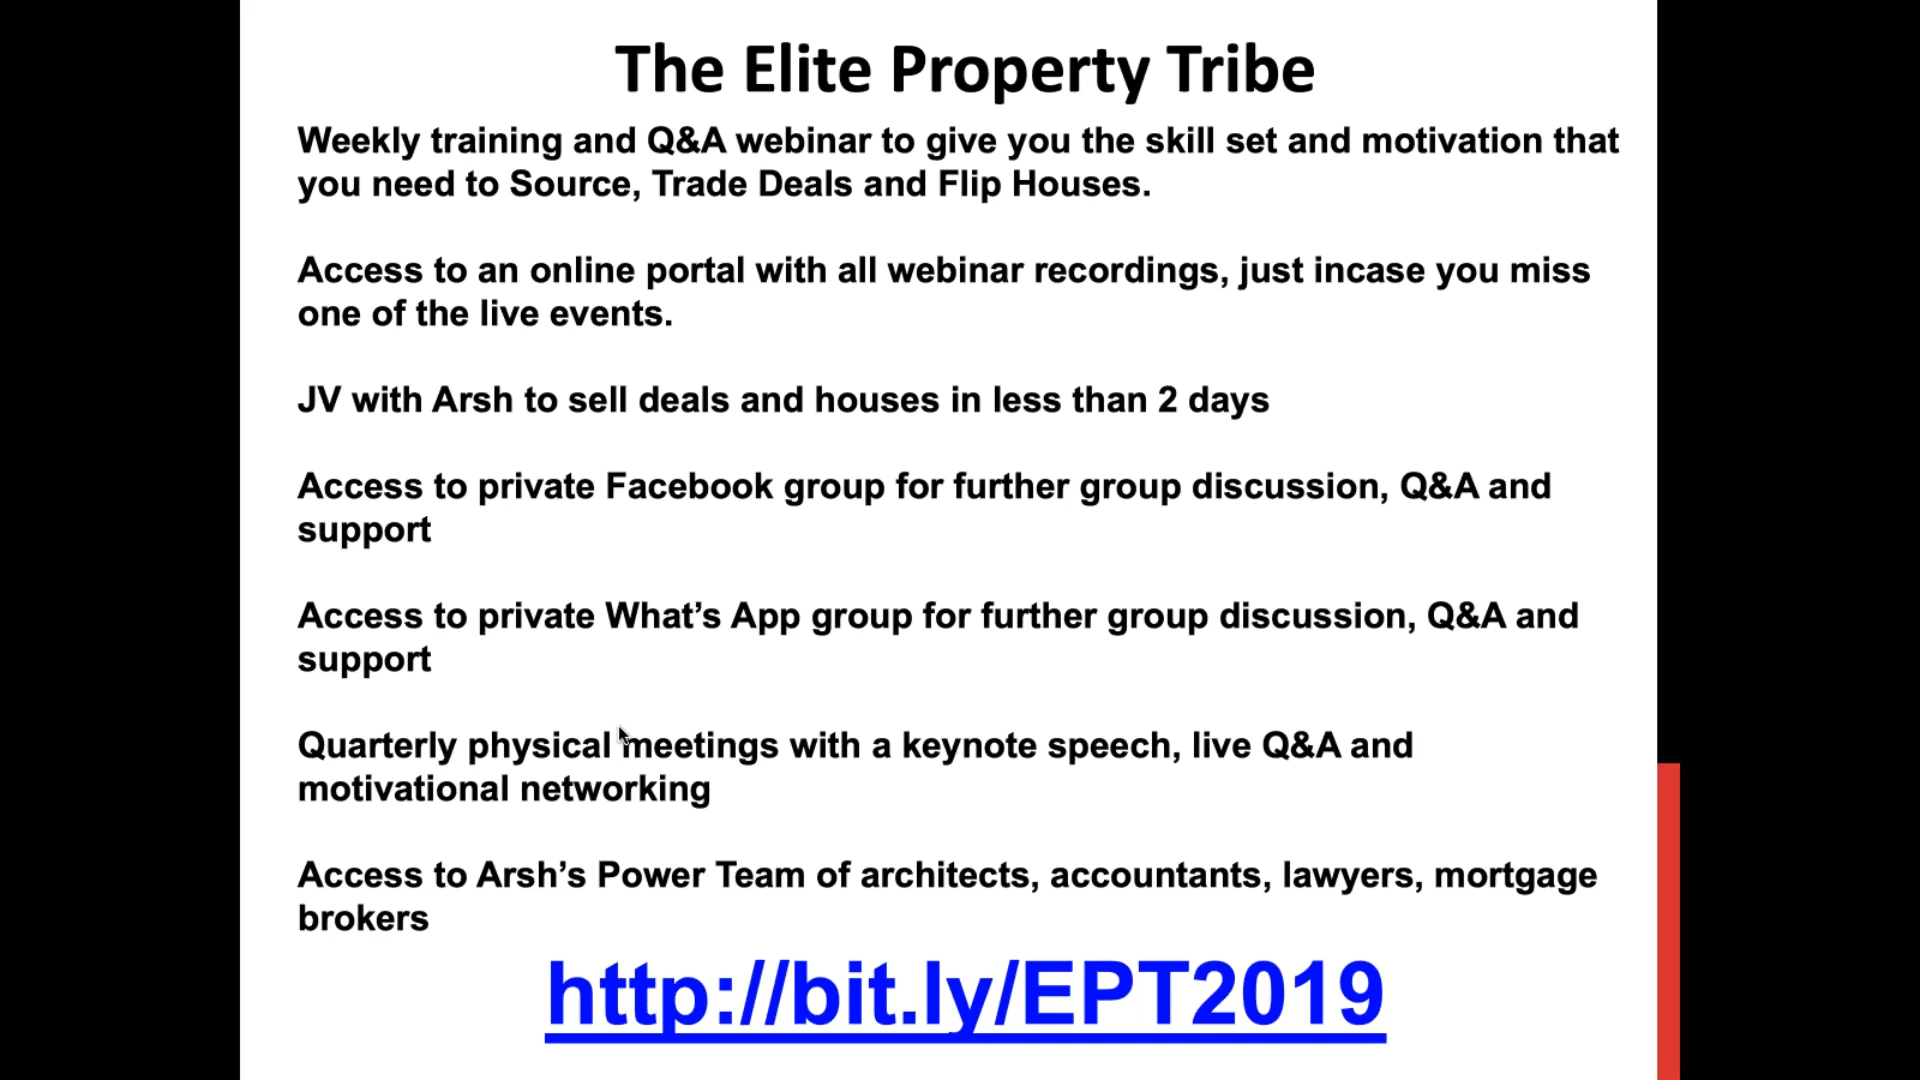 The Elite Property Tribe
Weekly training and Q&A webinar to give you the skill set and motivation that
you need to Source, Trade Deals and Flip Houses.
Access to an online portal with all webinar recordings, just incase you miss
one of the live events.
JV with Arsh to sell deals and houses in less than 2 days
Access to private Facebook group for further group discussion, Q&A and
support
Access to private What’s App group for further group discussion, Q&A and
support
Quarterly physical meetings with a keynote speech, live Q&A and
motivational networking
Access to Arsh’s Power Team of architects, accountants, lawyers, mortgage
brokers
http://bit.ly/EPT2019